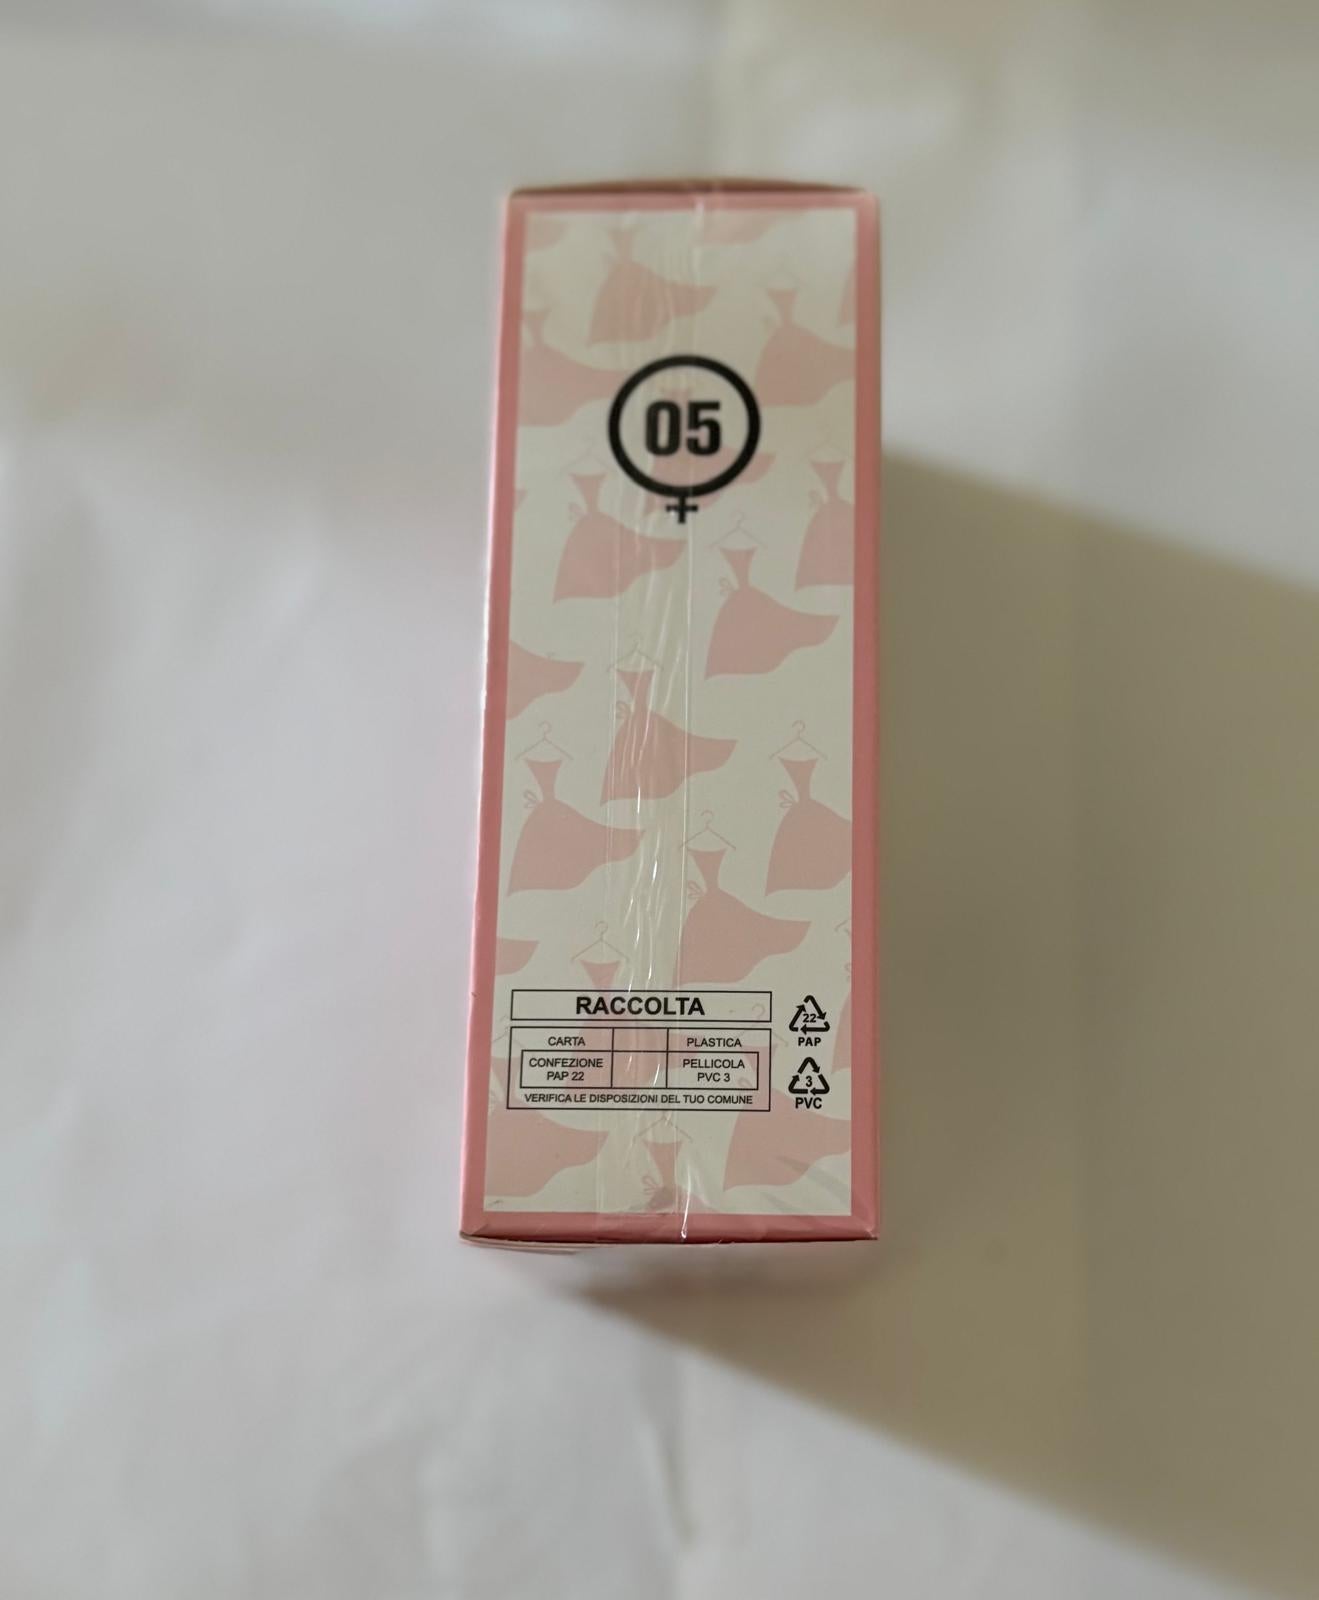 05
RACCOLTA
CARTA PLASTICA
CONFEZIONE PELLICOLA
PAP 22 PVC 3
VERIFICA LE DISPOSIZIONI DEL TUO COMUNE
22
PAP
3
PVC